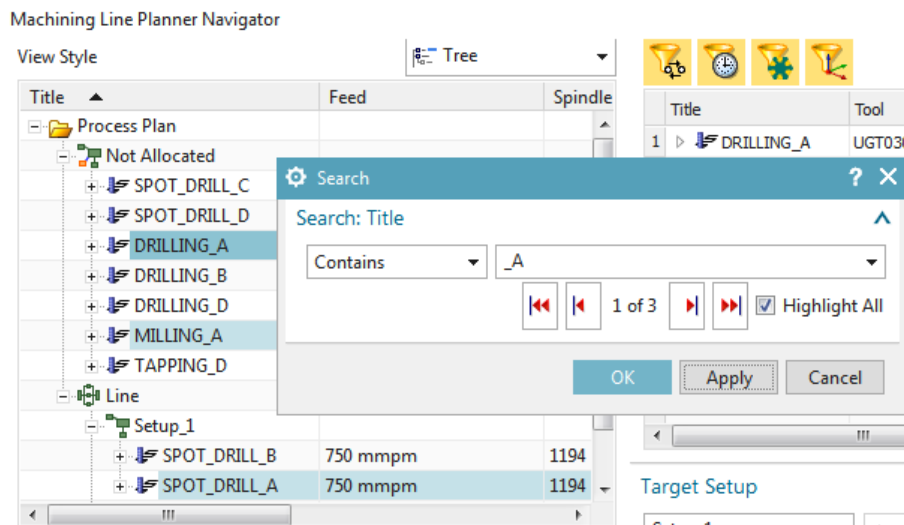 Machining Line Planner Navigator
View Style
Tree
Title
Feed
Spindle
Process Plan
Not Allocated
SPOT_DRILL_C
SPOT_DRILL_D
DRILLING_A
DRILLING_B
DRILLING_D
MILLING_A
TAPPING_D
Line
Setup_1
SPOT_DRILL_B 750 mmpm 1194
SPOT_DRILL_A 750 mmpm 1194
Title Tool
1 DRILLING_A UGT030
Search ?
Search: Title
Contains _A
1 of 3 Highlight All
OK Apply Cancel
Target Setup